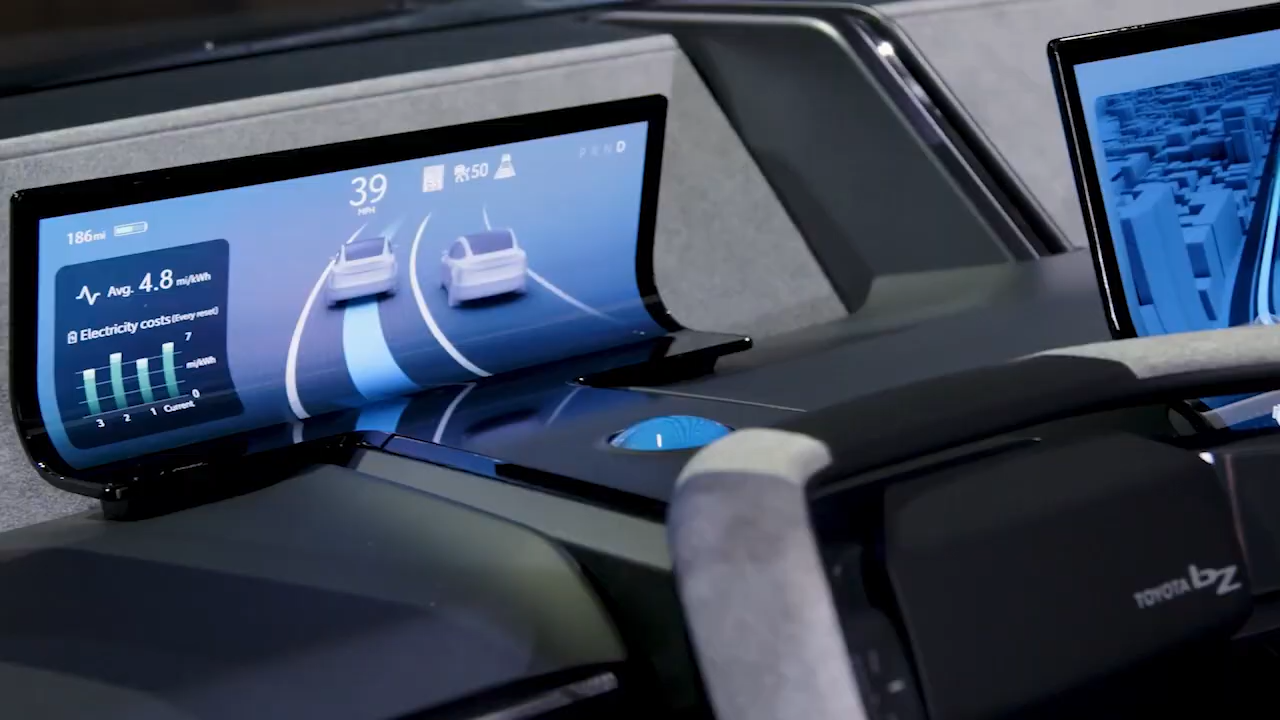 39
MPH
50
P R N D
186mi
Avg. 4.8 mi/kWh
Electricity costs (Every reset)
7
mi/kWh
0
3 2 1 Current
TOYOTA bZ